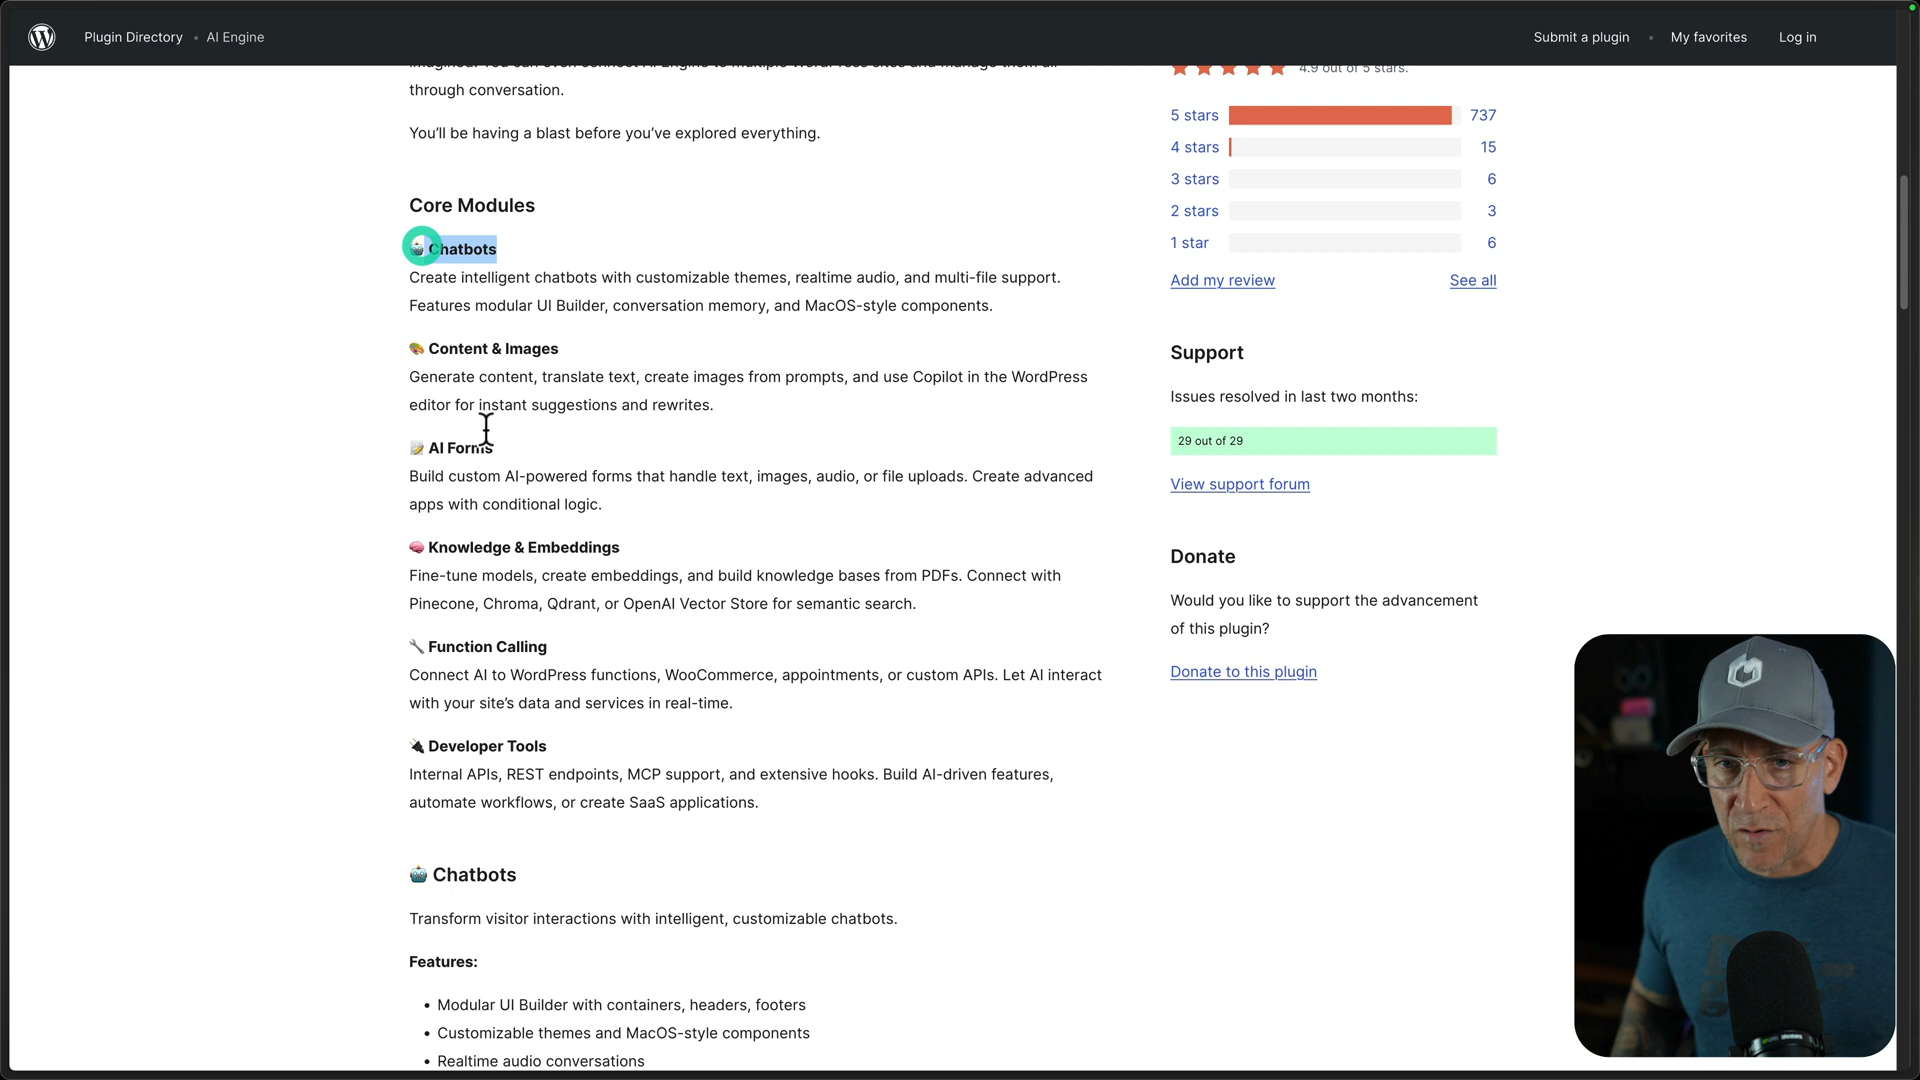 Plugin Directory • AI Engine
Submit a plugin • My favorites Log in
through conversation.
You’ll be having a blast before you’ve explored everything.
Core Modules
🤖 Chatbots
Create intelligent chatbots with customizable themes, realtime audio, and multi-file support.
Features modular UI Builder, conversation memory, and MacOS-style components.
🎨 Content & Images
Generate content, translate text, create images from prompts, and use Copilot in the WordPress
editor for instant suggestions and rewrites.
📝 AI Forms
Build custom AI-powered forms that handle text, images, audio, or file uploads. Create advanced
apps with conditional logic.
🧠 Knowledge & Embeddings
Fine-tune models, create embeddings, and build knowledge bases from PDFs. Connect with
Pinecone, Chroma, Qdrant, or OpenAI Vector Store for semantic search.
🔧 Function Calling
Connect AI to WordPress functions, WooCommerce, appointments, or custom APIs. Let AI interact
with your site’s data and services in real-time.
🔌 Developer Tools
Internal APIs, REST endpoints, MCP support, and extensive hooks. Build AI-driven features,
automate workflows, or create SaaS applications.
🤖 Chatbots
Transform visitor interactions with intelligent, customizable chatbots.
Features:
• Modular UI Builder with containers, headers, footers
• Customizable themes and MacOS-style components
• Realtime audio conversations
4.9 out of 5 stars.
5 stars 737
4 stars 15
3 stars 6
2 stars 3
1 star 6
Add my review See all
Support
Issues resolved in last two months:
29 out of 29
View support forum
Donate
Would you like to support the advancement
of this plugin?
Donate to this plugin